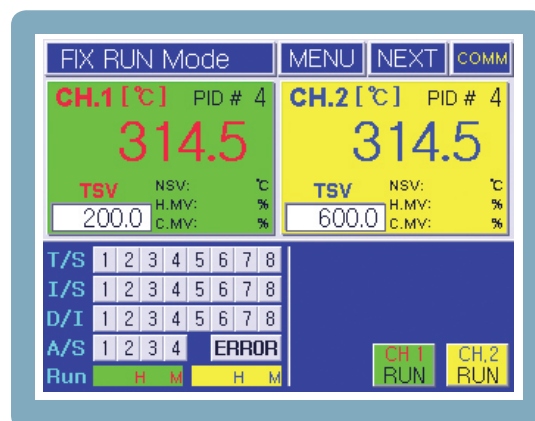 FIX RUN Mode MENU NEXT COMM
CH.1 [℃] PID # 4
314.5
TSV
200.0
NSV: ℃
H.MV: %
C.MV: %
CH.2 [℃] PID # 4
314.5
TSV
600.0
NSV: ℃
H.MV: %
C.MV: %
T/S 1 2 3 4 5 6 7 8
I/S 1 2 3 4 5 6 7 8
D/I 1 2 3 4 5 6 7 8
A/S 1 2 3 4 ERROR
Run H M H M
CH 1
RUN
CH,2
RUN